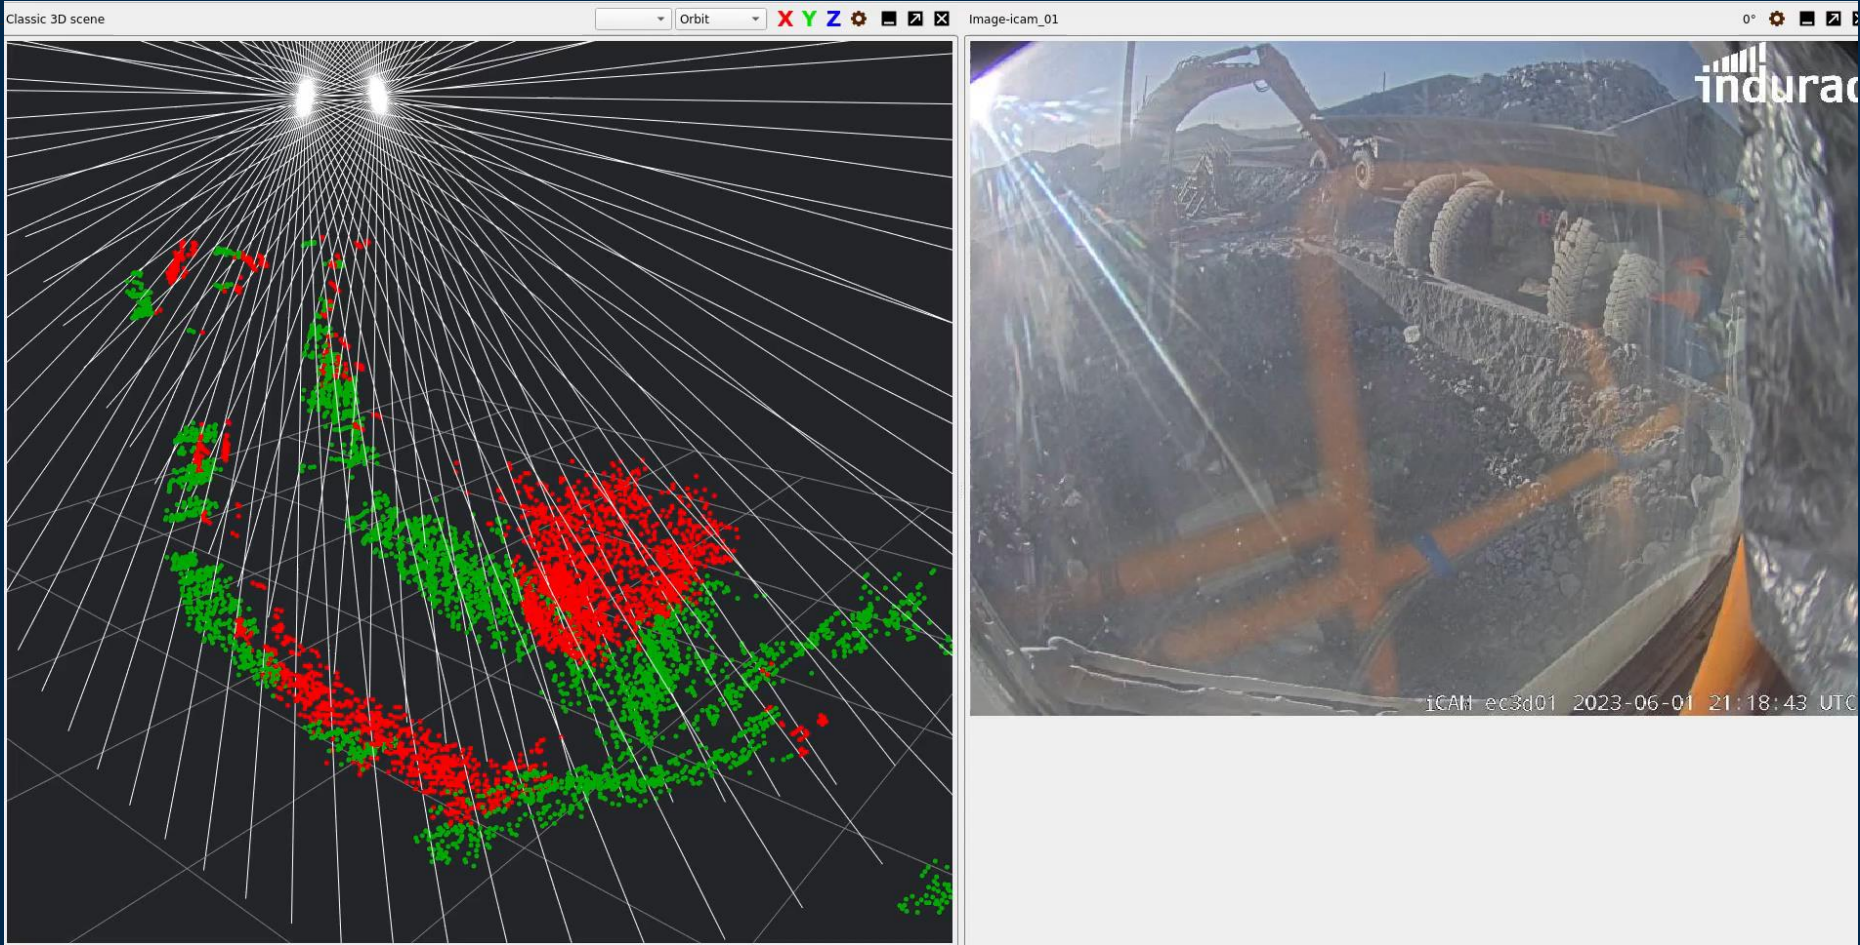 Classic 3D scene
Orbit
X Y Z
Image-icam_01
0°
indurad
iCAM ec3d01 2023-06-01 21:18:43 UTC